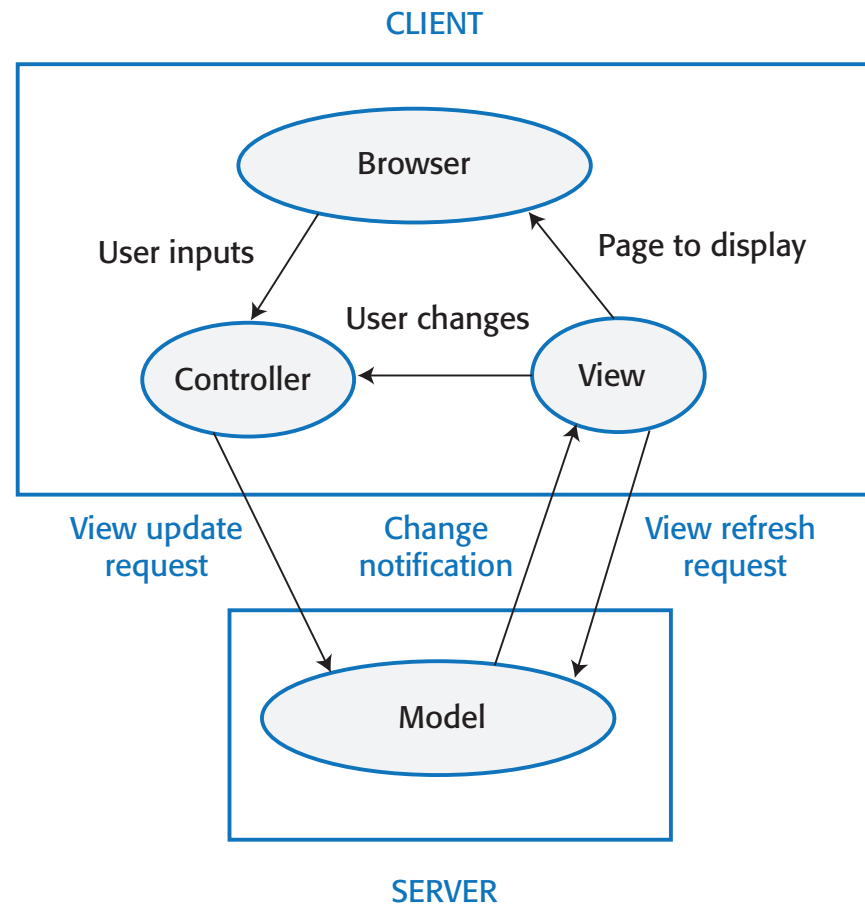 CLIENT
Browser
User inputs
Page to display
User changes
Controller
View
View update
request
Change
notification
View refresh
request
Model
SERVER